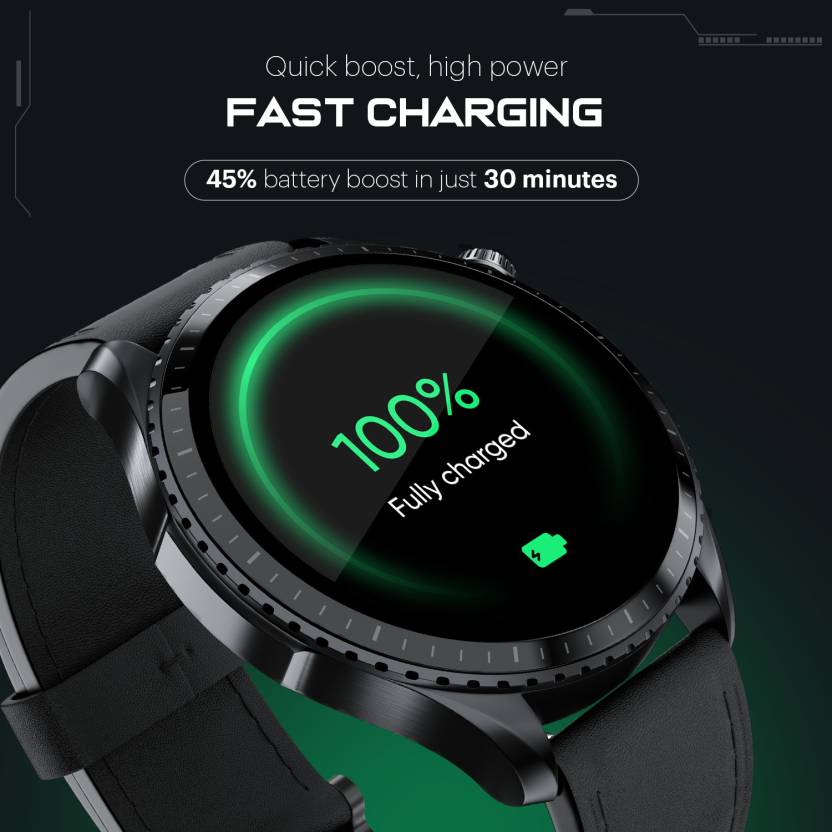 Quick boost, high power
FAST CHARGING
45% battery boost in just 30 minutes
100%
Fully charged